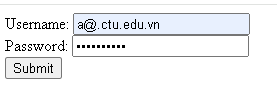 Username: a@.ctu.edu.vn
Password: ••••••••••
Submit